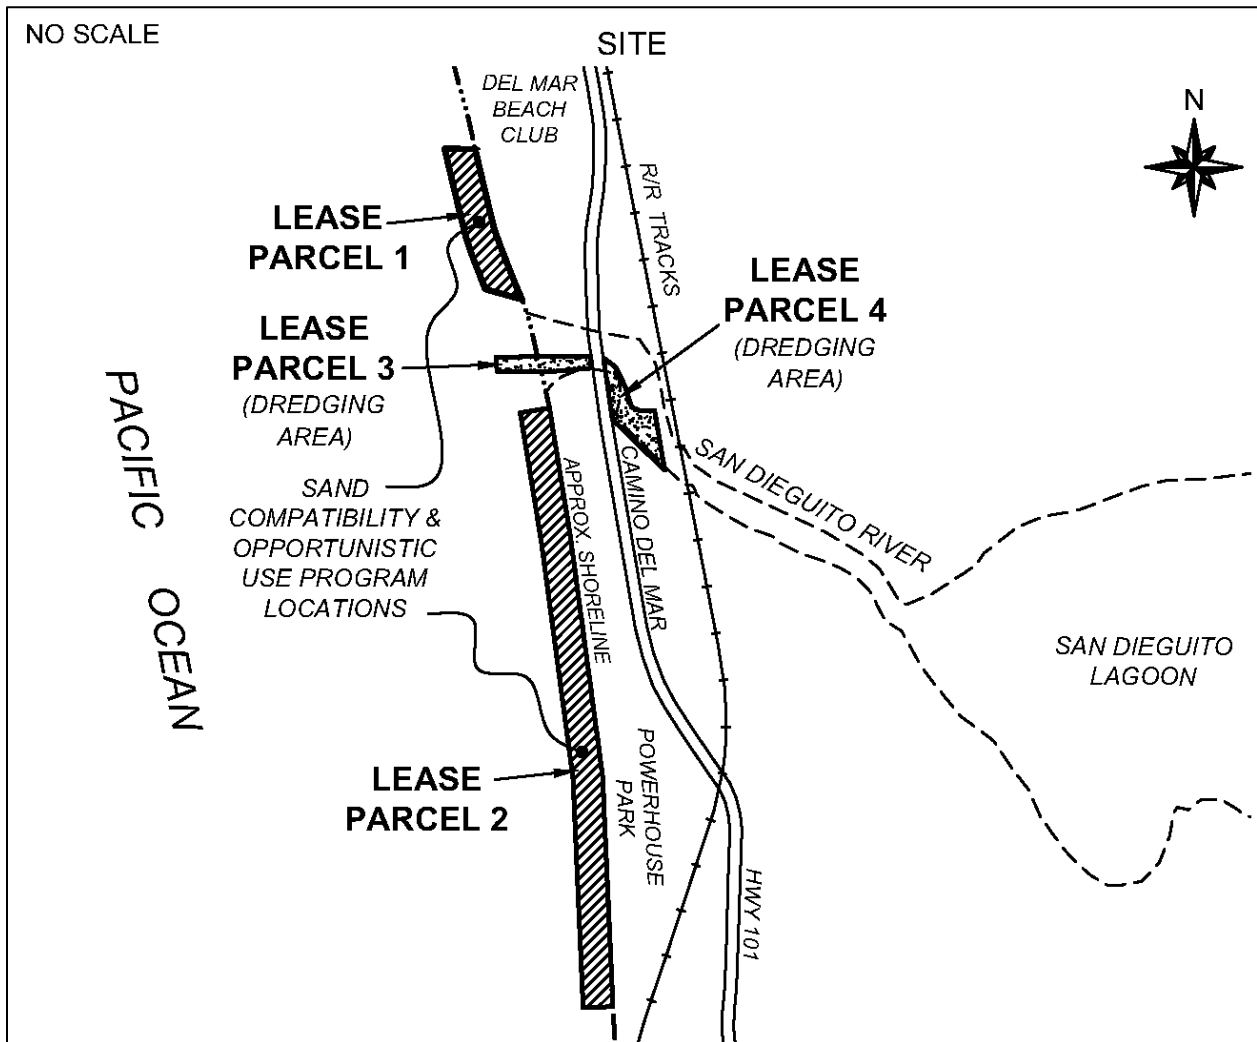 NO SCALE
SITE
DEL MAR
BEACH
CLUB
N
R/R TRACKS
LEASE
PARCEL 1
LEASE
PARCEL 4
(DREDGING
AREA)
LEASE
PARCEL 3
(DREDGING
AREA)
PACIFIC OCEAN
SAN DIEGUITO RIVER
CAMINO DEL MAR
APPROX. SHORELINE
SAND
COMPATIBILITY &
OPPORTUNISTIC
USE PROGRAM
LOCATIONS
SAN DIEGUITO
LAGOON
LEASE
PARCEL 2
POWERHOUSE
PARK
HWY 101